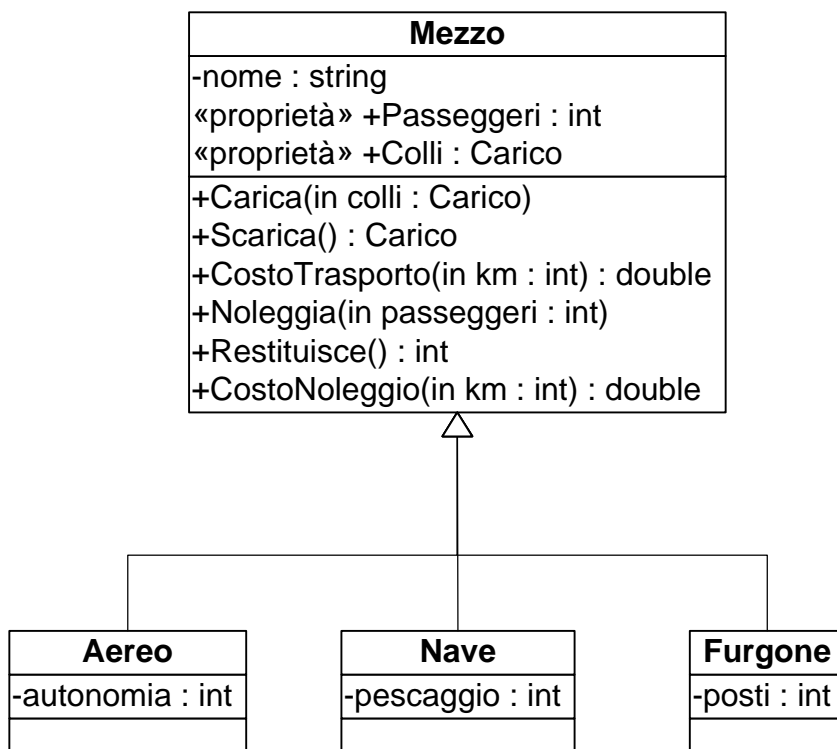 Mezzo
-nome : string
«proprietà» +Passeggeri : int
«proprietà» +Colli : Carico
+Carica(in colli : Carico)
+Scarica() : Carico
+CostoTrasporto(in km : int) : double
+Noleggia(in passeggeri : int)
+Restituisce() : int
+CostoNoleggio(in km : int) : double
Aereo
-autonomia : int
Nave
-pescaggio : int
Furgone
-posti : int